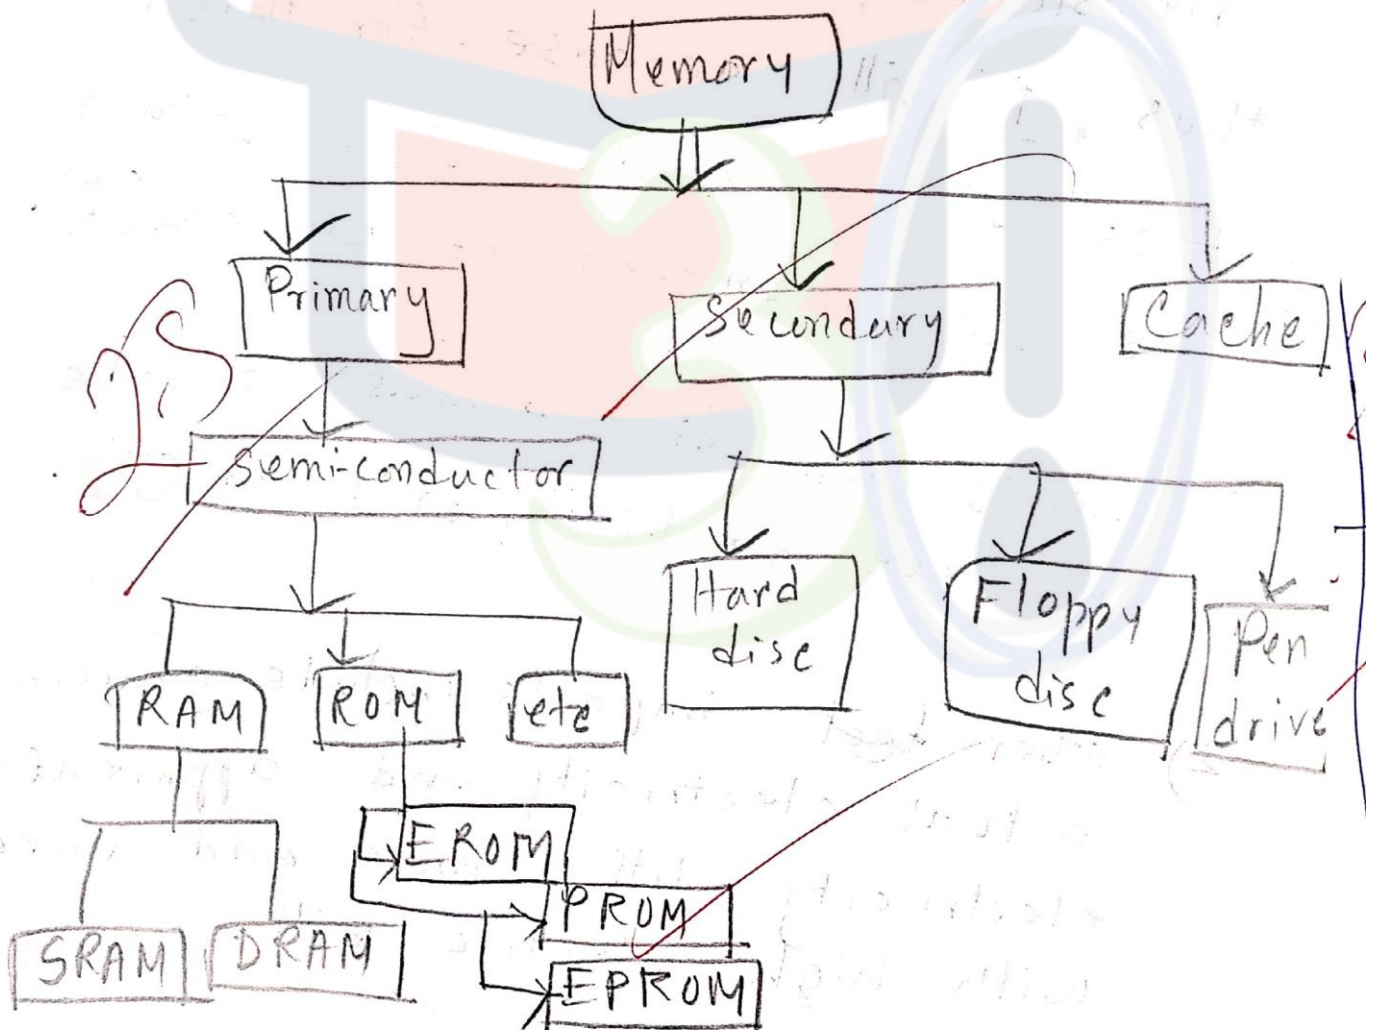 Memory
Primary
Secondary
Cache
Semi-conductor
Hard
disc
Floppy
disc
Pen
drive
RAM
ROM
etc
EROM
PROM
EPROM
SRAM
DRAM